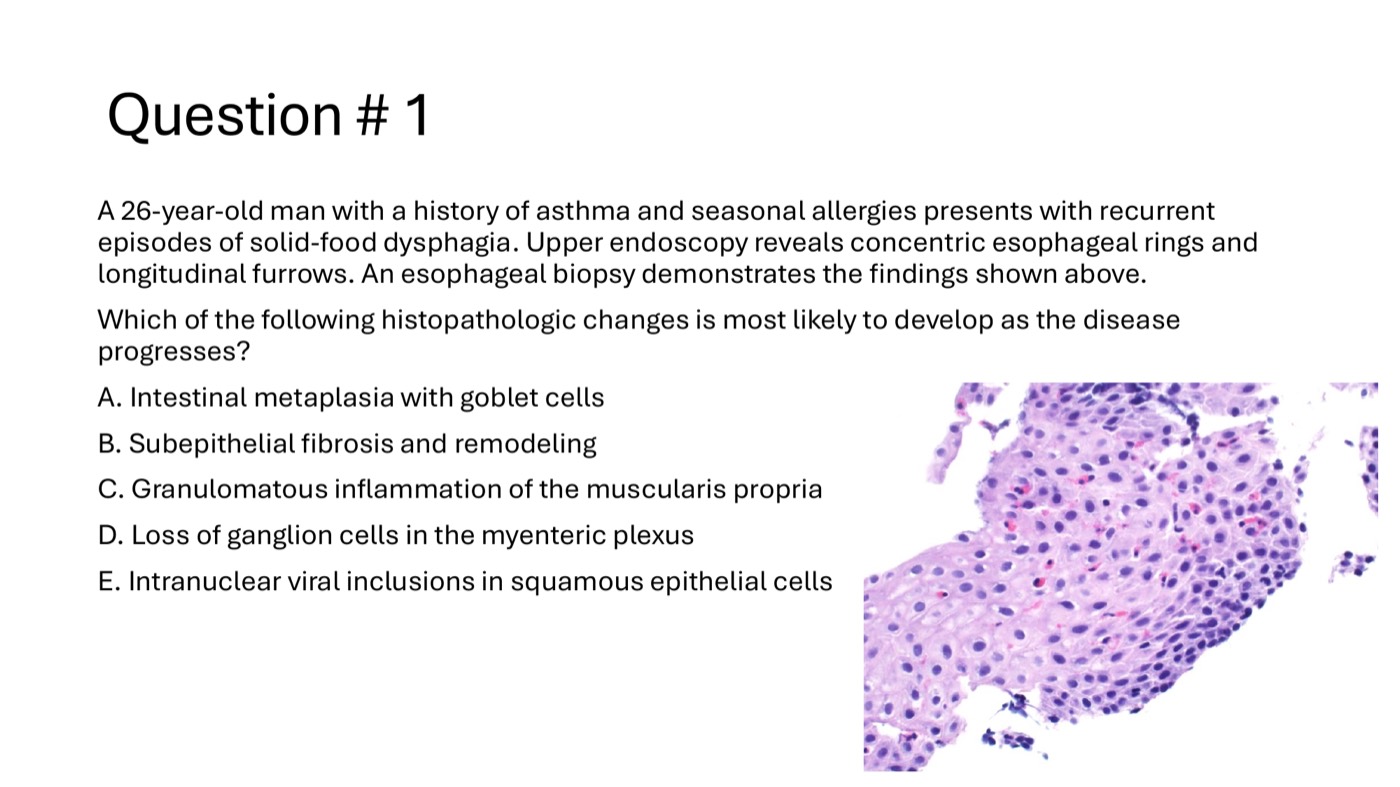 Question # 1
A 26-year-old man with a history of asthma and seasonal allergies presents with recurrent
episodes of solid-food dysphagia. Upper endoscopy reveals concentric esophageal rings and
longitudinal furrows. An esophageal biopsy demonstrates the findings shown above.
Which of the following histopathologic changes is most likely to develop as the disease
progresses?
A. Intestinal metaplasia with goblet cells
B. Subepithelial fibrosis and remodeling
C. Granulomatous inflammation of the muscularis propria
D. Loss of ganglion cells in the myenteric plexus
E. Intranuclear viral inclusions in squamous epithelial cells